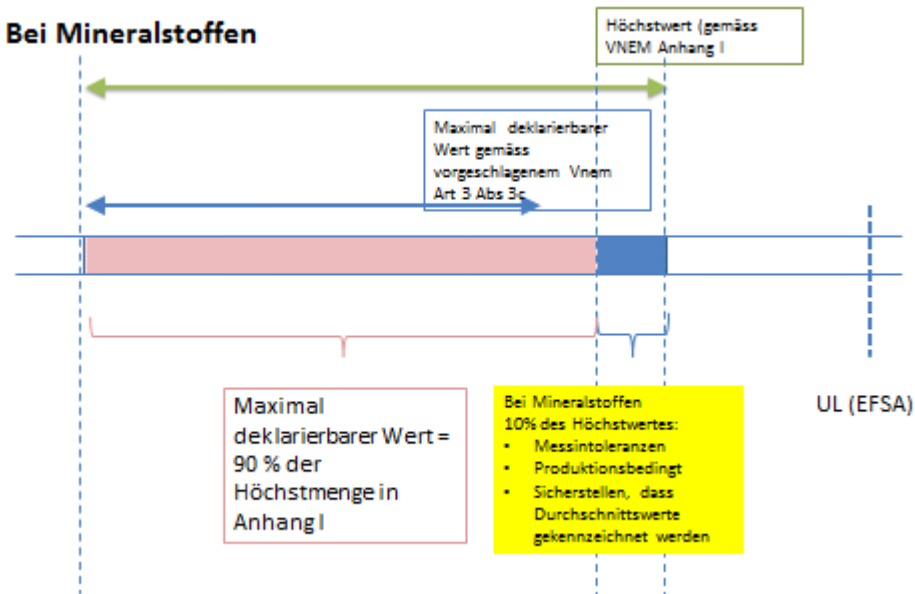 Bei Mineralstoffen
Höchstwert (gemäss
VNEM Anhang I
Maximal deklarierbarer
Wert gemäss
vorgeschlagenem Vnem
Art 3 Abs 3c
Maximal
deklarierbarer Wert =
90 % der
Höchstmenge in
Anhang I
Bei Mineralstoffen
10% des Höchstwertes:
• Messintoleranzen
• Produktionsbedingt
• Sicherstellen, dass
Durchschnittswerte
gekennzeichnet werden
UL (EFSA)